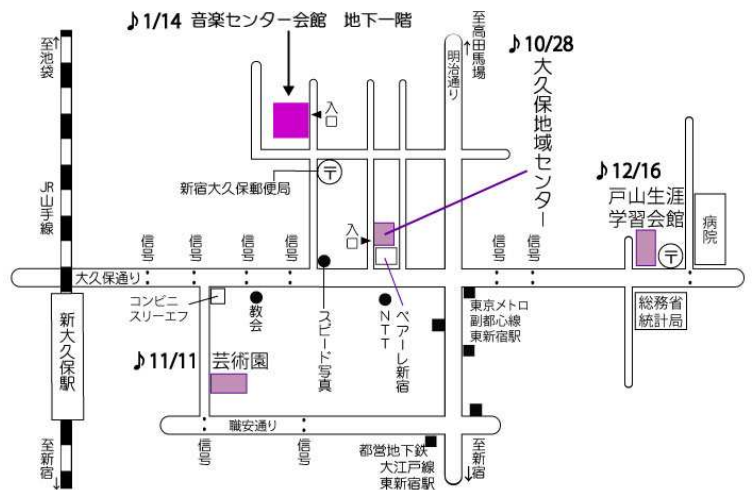 ♪1/14 音楽センター会館 地下一階
至池袋
JR山手線
新大久保駅
至新宿
入口
新宿大久保郵便局
〒
明治通り
至高田馬場
♪10/28
大久保地域センター
♪12/16
戸山生涯
学習会館
〒
病院
総務省
統計局
入口
信号
信号
信号
信号
信号
信号
信号
大久保通り
コンビニ
スリーエフ
教会
スピード写真
NTT
ペアーレ新宿
東京メトロ
副都心線
東新宿駅
♪11/11 芸術園
職安通り
信号
信号
都営地下鉄
大江戸線
東新宿駅
至新宿